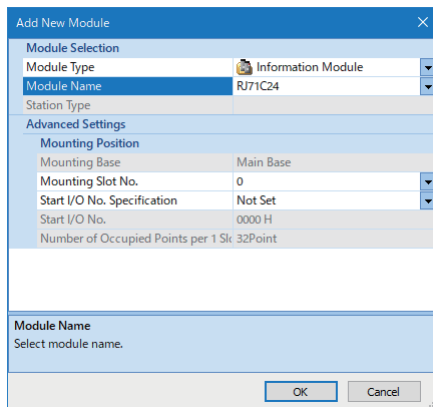 Add New Module
Module Selection
Module Type Information Module
Module Name RJ71C24
Station Type
Advanced Settings
Mounting Position
Mounting Base Main Base
Mounting Slot No. 0
Start I/O No. Specification Not Set
Start I/O No. 0000 H
Number of Occupied Points per 1 Slo 32Point
Module Name
Select module name.
OK Cancel